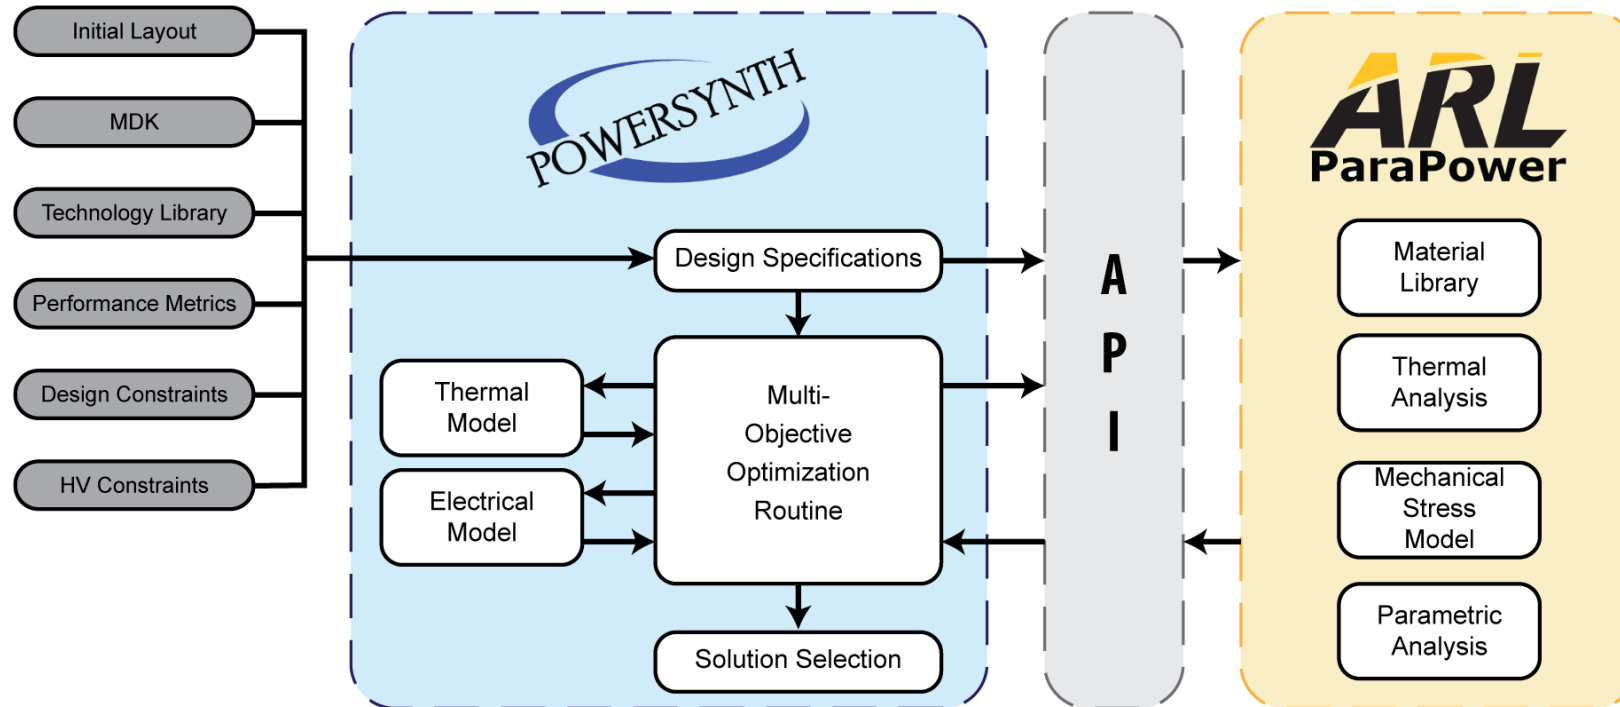 Initial Layout
MDK
Technology Library
Performance Metrics
Design Constraints
HV Constraints
POWERSYNTH
Design Specifications
Thermal
Model
Electrical
Model
Multi-
Objective
Optimization
Routine
Solution Selection
A
P
I
ARL
ParaPower
Material
Library
Thermal
Analysis
Mechanical
Stress
Model
Parametric
Analysis